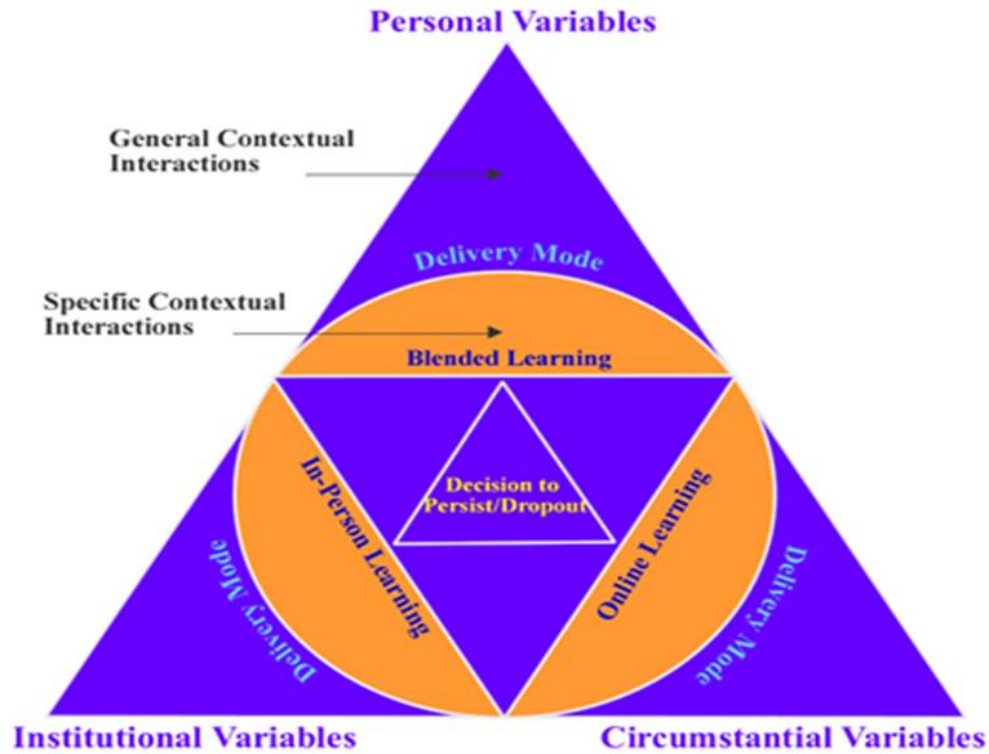 Personal Variables
General Contextual
Interactions
Delivery Mode
Specific Contextual
Interactions
Blended Learning
In-Person Learning
Decision to
Persist/Dropout
Online Learning
Delivery Mode
Delivery Mode
Institutional Variables
Circumstantial Variables